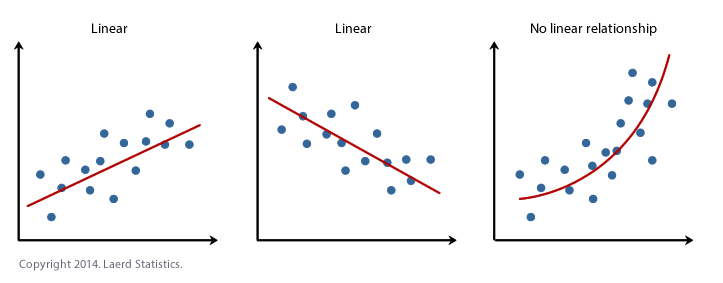 Linear
Linear
No linear relationship
Copyright 2014. Laerd Statistics.